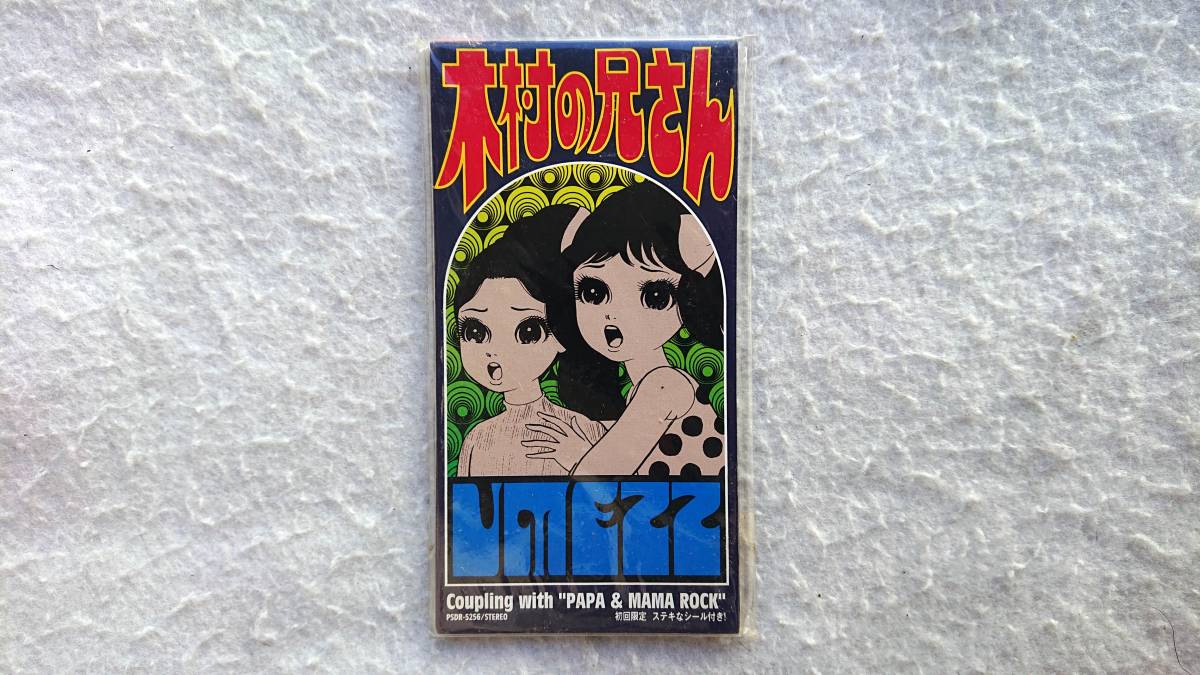 木村の兄さん
UMEZZ
Coupling with "PAPA & MAMA ROCK"
PSDR-5256/STEREO
初回限定 ステキなシール付き!